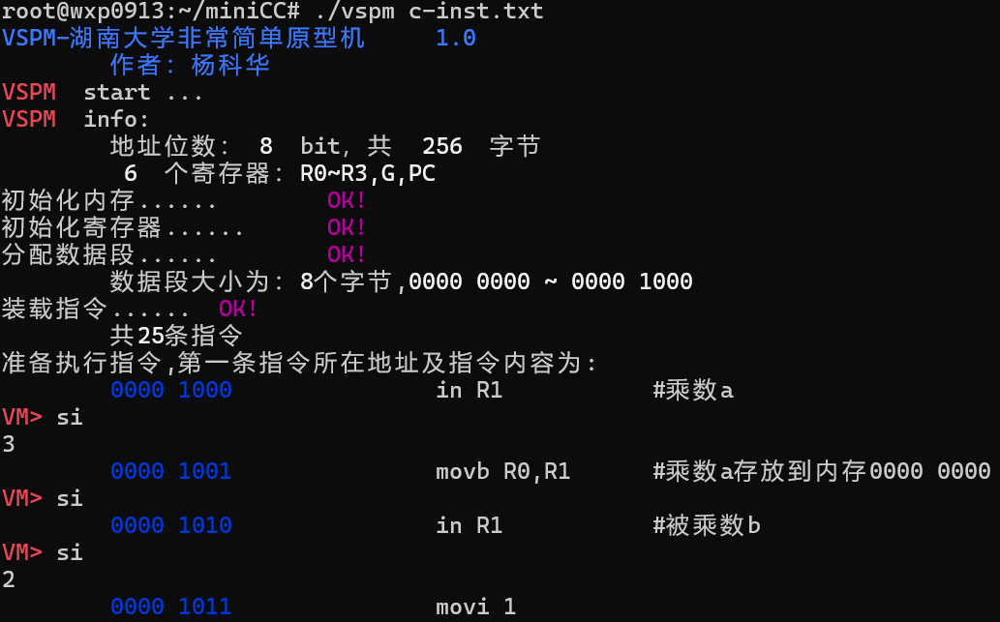 root@wxp0913:~/miniCC# ./vspm c-inst.txt
VSPM-湖南大学非常简单原型机 1.0
作者: 杨科华
VSPM start ...
VSPM info:
地址位数: 8 bit, 共 256 字节
6 个寄存器: R0~R3,G,PC
初始化内存...... OK!
初始化寄存器...... OK!
分配数据段...... OK!
数据段大小为: 8个字节,0000 0000 ~ 0000 1000
装载指令...... OK!
共25条指令
准备执行指令,第一条指令所在地址及指令内容为:
0000 1000 in R1 #乘数a
VM> si
3
0000 1001 movb R0,R1 #乘数a存放到内存0000 0000
VM> si
0000 1010 in R1 #被乘数b
VM> si
2
0000 1011 movi 1